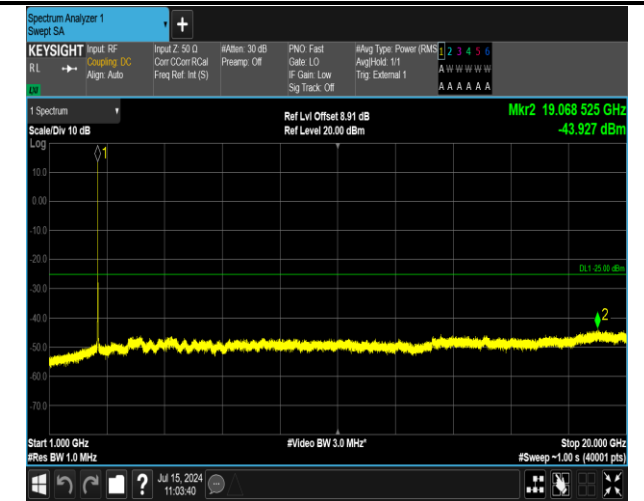 Spectrum Analyzer 1
Swept SA
KEYSIGHT Input: RF Input Z: 50 Ω #Atten: 30 dB PNO: Fast #Avg Type: Power (RMS 1 2 3 4 5 6
RL Coupling: DC Corr CCorr RCal Preamp: Off Gate: LO Avg|Hold: 1/1 A W W W W W
Align: Auto Freq Ref: Int (S) IF Gain: Low Trig: External 1
Sig Track: Off A A A A A A
1 Spectrum Ref Lvl Offset 8.91 dB Mkr2 19.068 525 GHz
Scale/Div 10 dB Ref Level 20.00 dBm -43.927 dBm
Log
1
10.0
0.00
-10.0
-20.0
DL1 -25.00 dBm
-30.0
-40.0
2
-50.0
-60.0
-70.0
Start 1.000 GHz #Video BW 3.0 MHz* Stop 20.000 GHz
#Res BW 1.0 MHz #Sweep ~1.00 s (40001 pts)
Jul 15, 2024
11:03:40